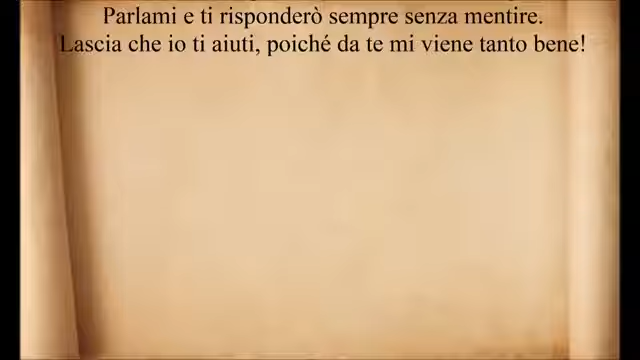 Parlami e ti risponderò sempre senza mentire.
Lascia che io ti aiuti, poiché da te mi viene tanto bene!